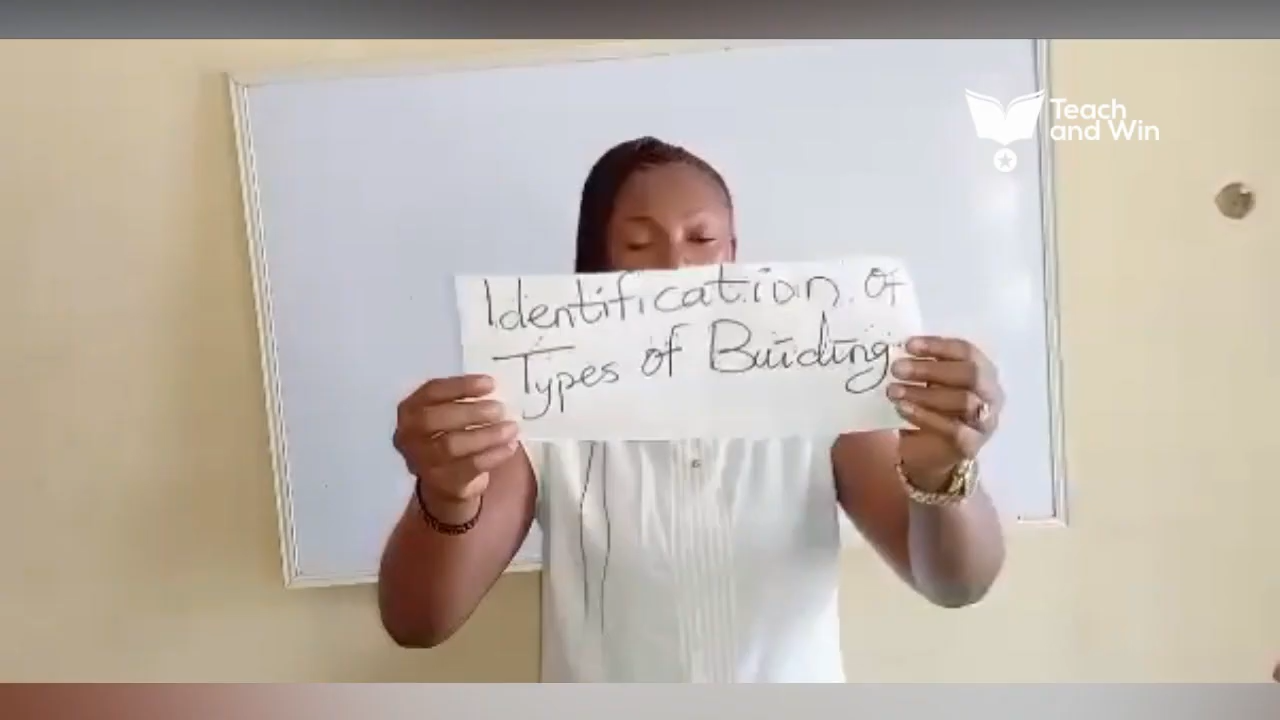 Teach
and Win
Identification of
Types of Buiding